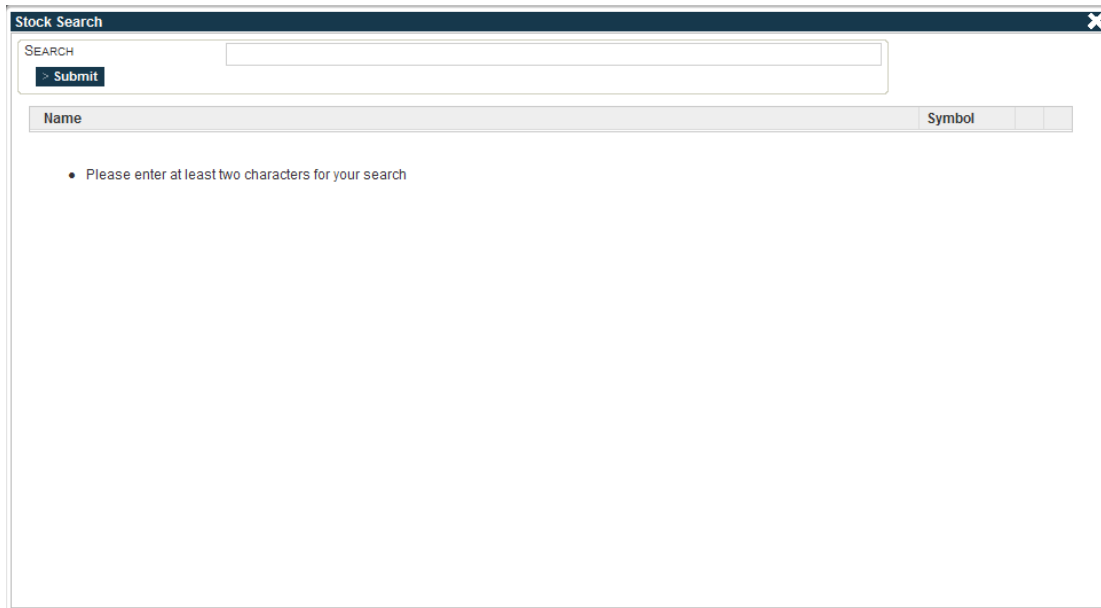 Stock Search
SEARCH
> Submit
Name Symbol
• Please enter at least two characters for your search